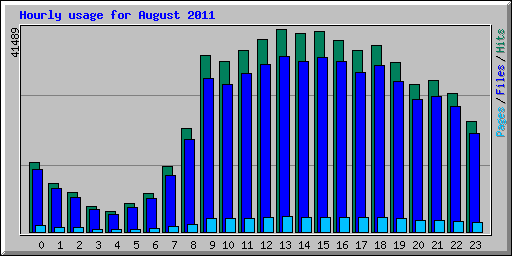 Hourly usage for August 2011
41489
Pages/Files/Hits
0 1 2 3 4 5 6 7 8 9 10 11 12 13 14 15 16 17 18 19 20 21 22 23